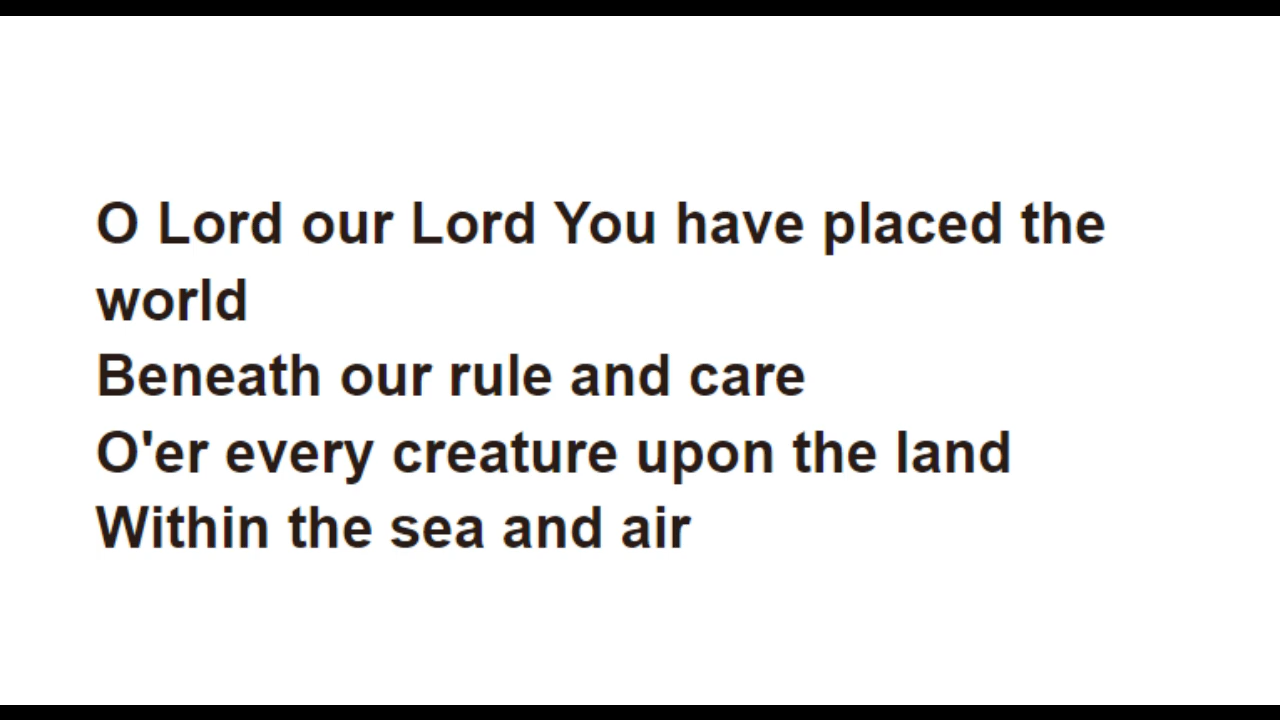 O Lord our Lord You have placed the
world
Beneath our rule and care
O'er every creature upon the land
Within the sea and air